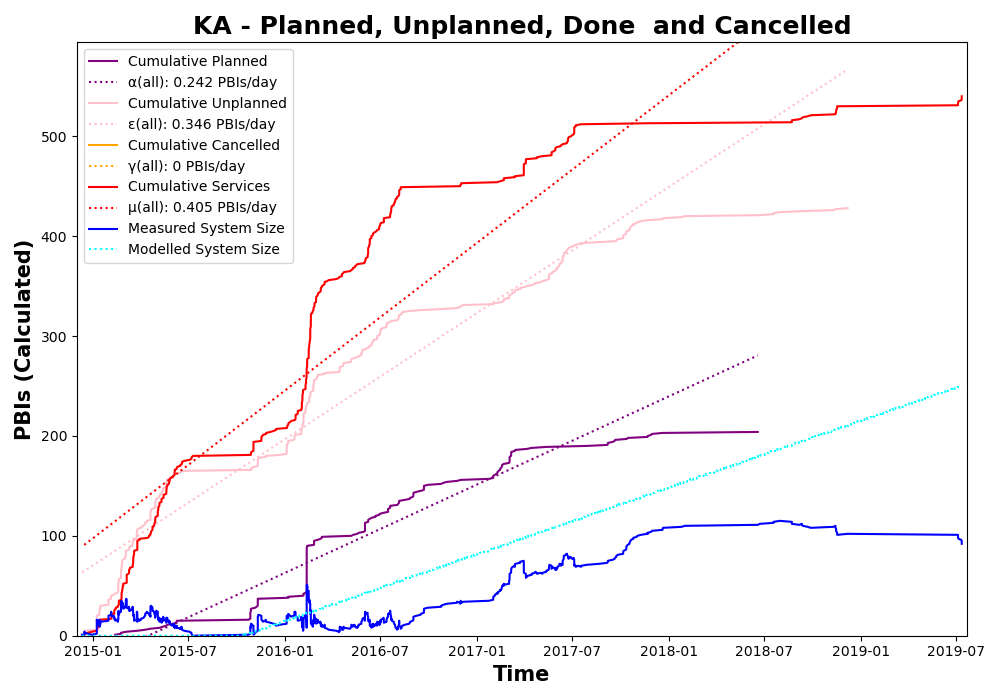 KA - Planned, Unplanned, Done  and Cancelled
Cumulative Planned
α(all): 0.242 PBIs/day
Cumulative Unplanned
ε(all): 0.346 PBIs/day
Cumulative Cancelled
γ(all): 0 PBIs/day
Cumulative Services
μ(all): 0.405 PBIs/day
Measured System Size
Modelled System Size
PBIs (Calculated)
500
400
300
200
100
0
2015-01 2015-07 2016-01 2016-07 2017-01 2017-07 2018-01 2018-07 2019-01 2019-07
Time